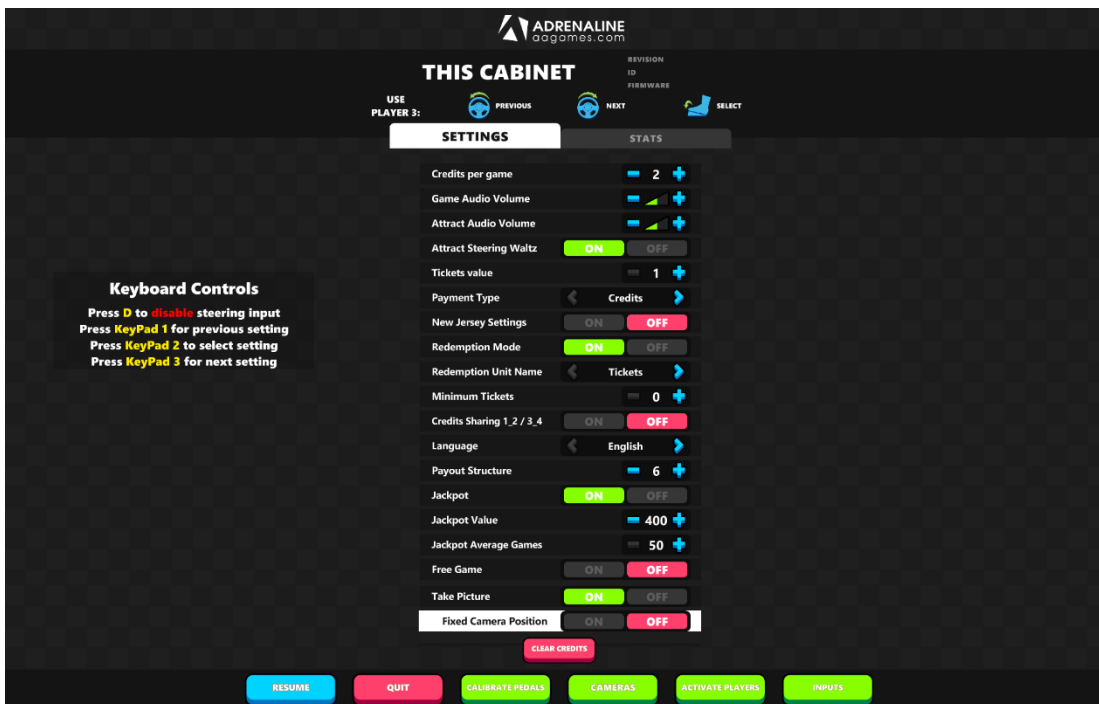 ADRENALINE
aagames.com
THIS CABINET
REVISION
ID
FIRMWARE
USE
PLAYER 3:
PREVIOUS
NEXT
SELECT
SETTINGS
STATS
Credits per game 2
Game Audio Volume
Attract Audio Volume
Attract Steering Waltz ON OFF
Tickets value 1
Payment Type Credits
New Jersey Settings ON OFF
Redemption Mode ON OFF
Redemption Unit Name Tickets
Minimum Tickets 0
Credits Sharing 1_2 / 3_4 ON OFF
Language English
Payout Structure 6
Jackpot ON OFF
Jackpot Value 400
Jackpot Average Games 50
Free Game ON OFF
Take Picture ON OFF
Fixed Camera Position ON OFF
CLEAR CREDITS
Keyboard Controls
Press D to disable steering input
Press KeyPad 1 for previous setting
Press KeyPad 2 to select setting
Press KeyPad 3 for next setting
RESUME
QUIT
CALIBRATE PEDALS
CAMERAS
ACTIVATE PLAYERS
INPUTS